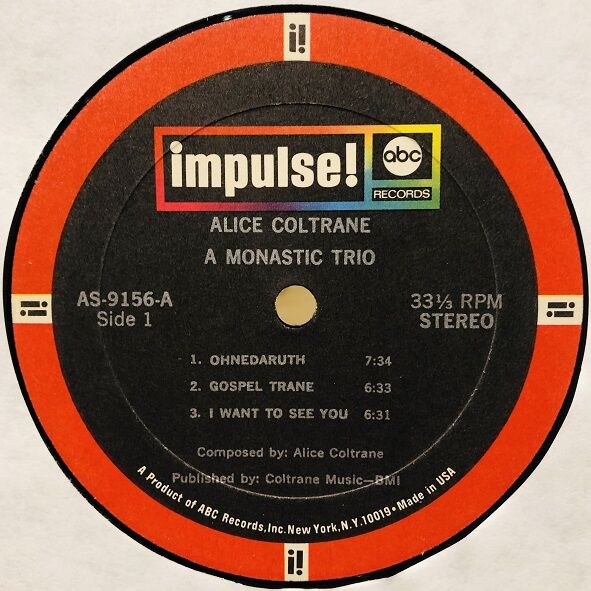 i!
impulse!
abc
RECORDS
ALICE COLTRANE
A MONASTIC TRIO
AS-9156-A
Side 1
33⅓ RPM
STEREO
i!
i!
1. OHNEDARUTH 7:34
2. GOSPEL TRANE 6:33
3. I WANT TO SEE YOU 6:31
Composed by: Alice Coltrane
Published by: Coltrane Music—BMI
A Product of ABC Records, Inc. New York, N.Y. 10019 • Made in USA
i!